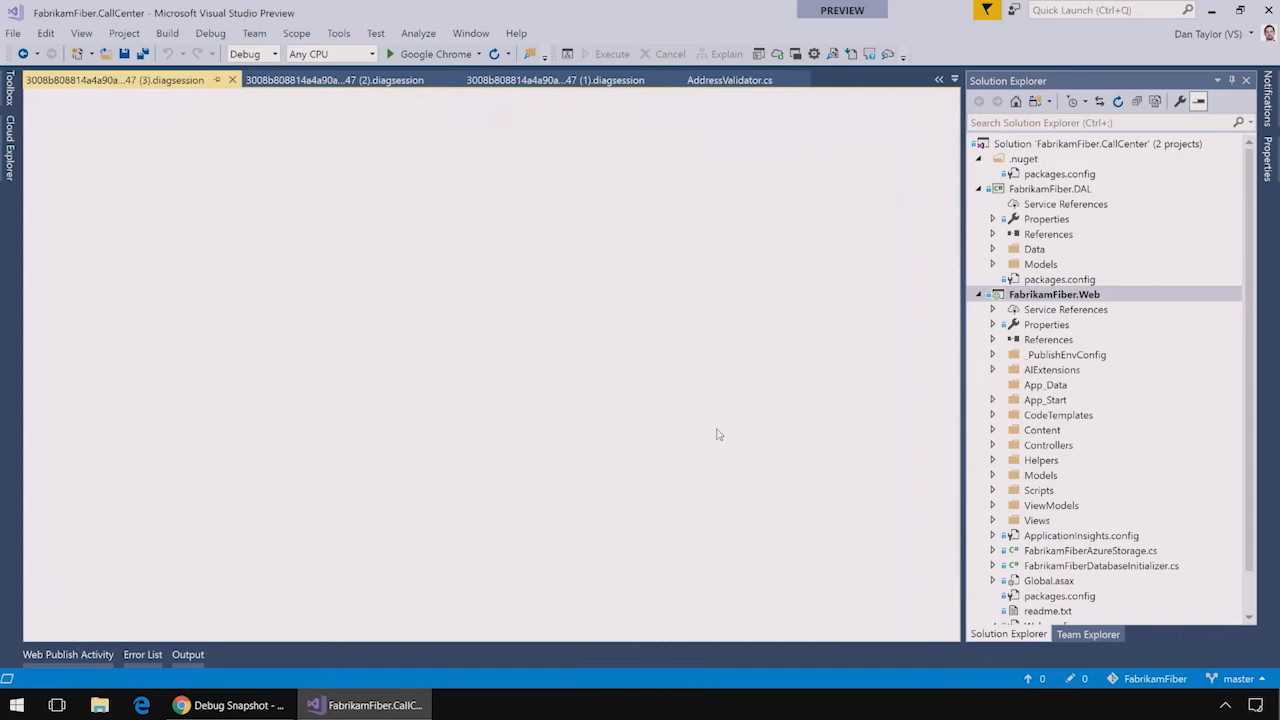 FabrikamFiber.CallCenter - Microsoft Visual Studio Preview
PREVIEW
Quick Launch (Ctrl+Q)
File Edit View Project Build Debug Team Scope Tools Test Analyze Window Help
Dan Taylor (VS)
Debug Any CPU Google Chrome Execute Cancel Explain
3008b808814a4a90a...47 (3).diagsession
3008b808814a4a90a...47 (2).diagsession
3008b808814a4a90a...47 (1).diagsession
AddressValidator.cs
Toolbox
Cloud Explorer
Solution Explorer
Search Solution Explorer (Ctrl+;)
Solution 'FabrikamFiber.CallCenter' (2 projects)
.nuget
packages.config
FabrikamFiber.DAL
Service References
Properties
References
Data
Models
packages.config
FabrikamFiber.Web
Service References
Properties
References
_PublishEnvConfig
AIExtensions
App_Data
App_Start
CodeTemplates
Content
Controllers
Helpers
Models
Scripts
ViewModels
Views
ApplicationInsights.config
FabrikamFiberAzureStorage.cs
FabrikamFiberDatabaseInitializer.cs
Global.asax
packages.config
readme.txt
Solution Explorer Team Explorer
Notifications
Properties
Web Publish Activity Error List Output
0 0 FabrikamFiber master
Debug Snapshot - ...
FabrikamFiber.CallC...